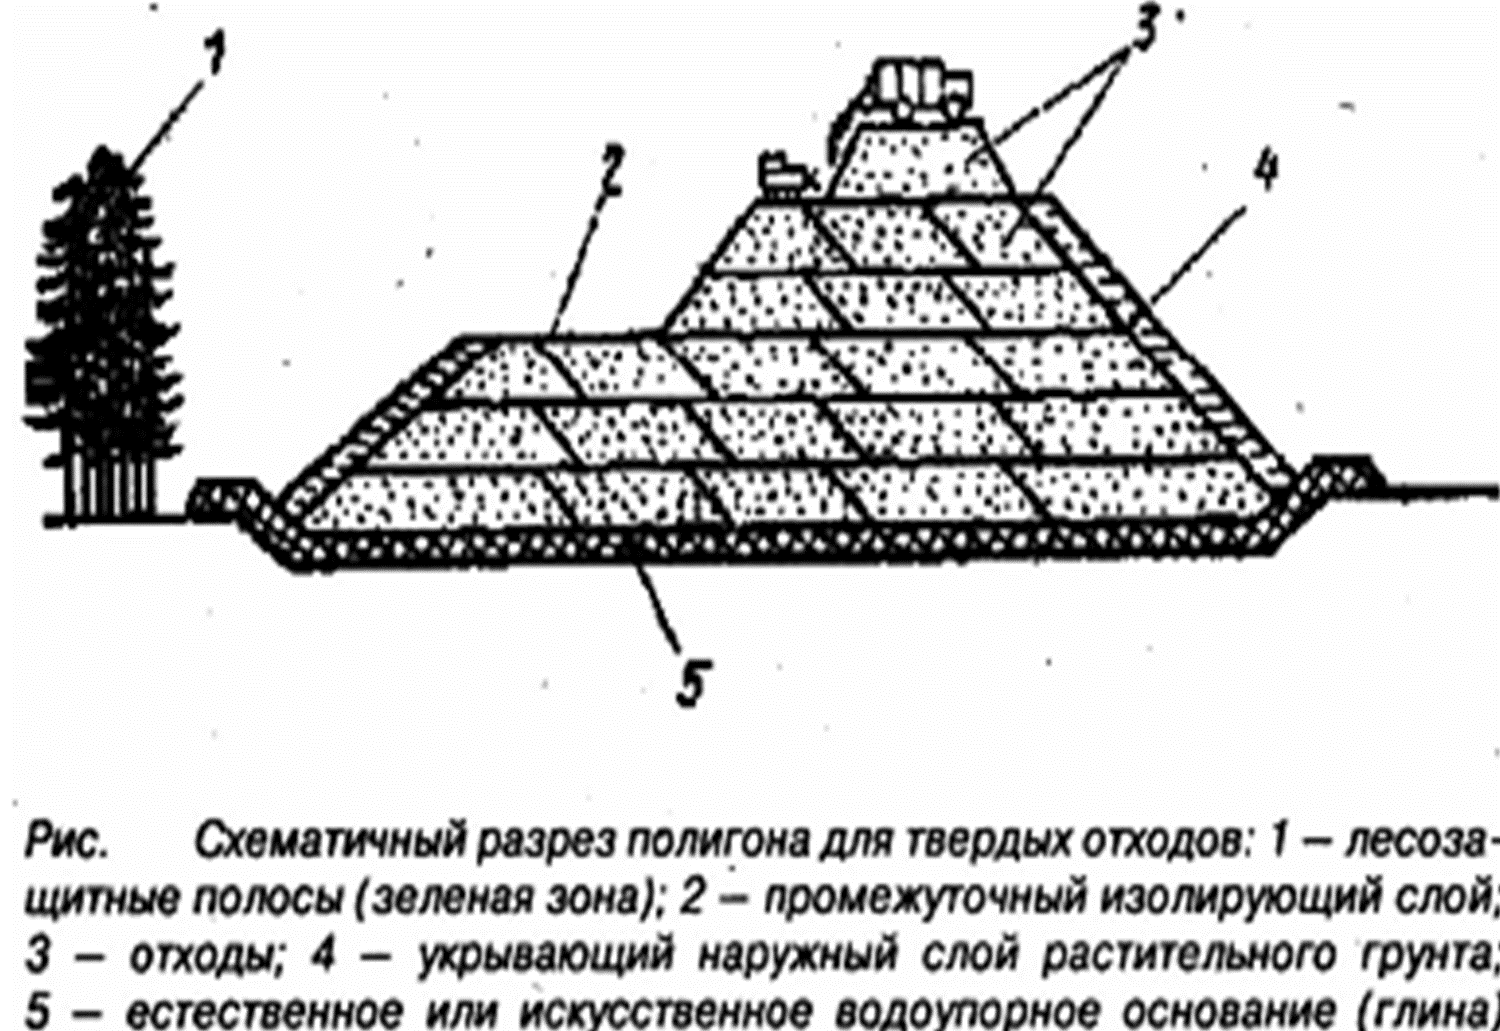 1
3
2
4
5
Рис. Схематичный разрез полигона для твердых отходов: 1 – лесоза-
щитные полосы (зеленая зона); 2 – промежуточный изолирующий слой;
3 – отходы; 4 – укрывающий наружный слой растительного грунта;
5 – естественное или искусственное водоупорное основание (глина)